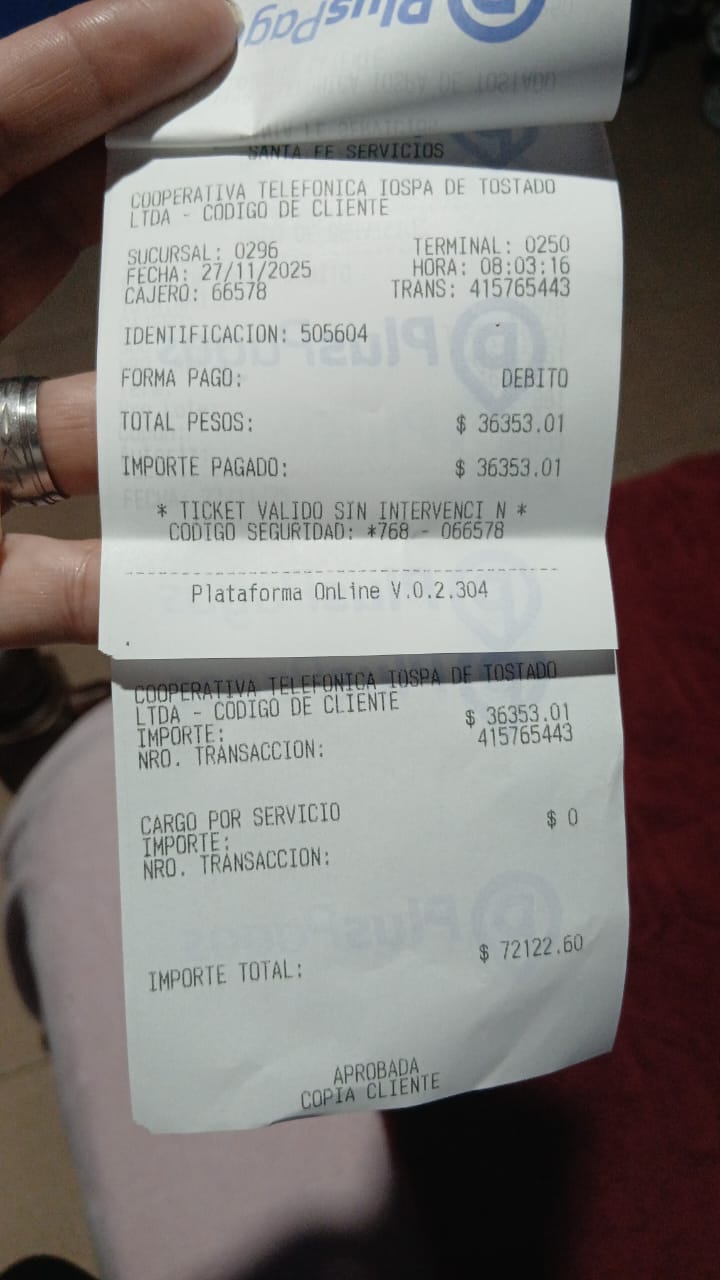 PlusPagos
SANTA FE SERVICIOS
COOPERATIVA TELEFONICA IOSPA DE TOSTADO
LTDA - CODIGO DE CLIENTE
SUCURSAL: 0296 TERMINAL: 0250
FECHA: 27/11/2025 HORA: 08:03:16
CAJERO: 66578 TRANS: 415765443
IDENTIFICACION: 505604
FORMA PAGO: DEBITO
TOTAL PESOS: $ 36353.01
IMPORTE PAGADO: $ 36353.01
* TICKET VALIDO SIN INTERVENCI N *
CODIGO SEGURIDAD: *768 - 066578
Plataforma OnLine V.0.2.304
COOPERATIVA TELEFONICA IOSPA DE TOSTADO
LTDA - CODIGO DE CLIENTE
IMPORTE: $ 36353.01
NRO. TRANSACCION: 415765443
CARGO POR SERVICIO
IMPORTE: $ 0
NRO. TRANSACCION:
IMPORTE TOTAL: $ 72122.60
APROBADA
COPIA CLIENTE